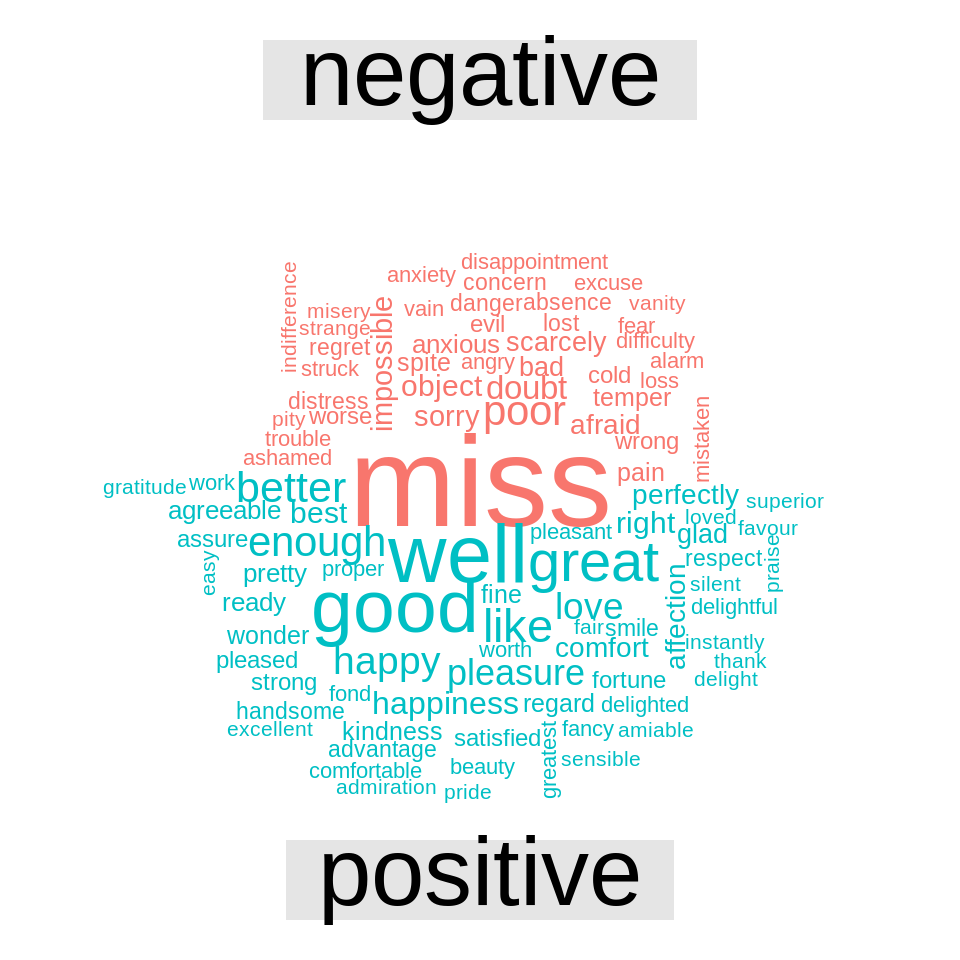 negative
disappointment
anxiety concern excuse
indifference misery vain danger absence vanity
strange impossible evil lost fear
regret anxious scarcely difficulty
struck spite angry bad cold alarm
object doubt loss
distress temper
pity worse sorry poor afraid mistaken
trouble wrong
ashamed miss pain
gratitude work better perfectly superior
agreeable best pleasant right loved favour
assure enough well great glad
easy pretty proper respect praise
good fine affection silent
ready like love delightful
wonder fair smile instantly
pleased happy worth comfort thank
strong pleasure fortune delight
fond happiness regard delighted
handsome
excellent kindness satisfied greatest fancy amiable
advantage sensible
comfortable beauty
admiration pride
positive